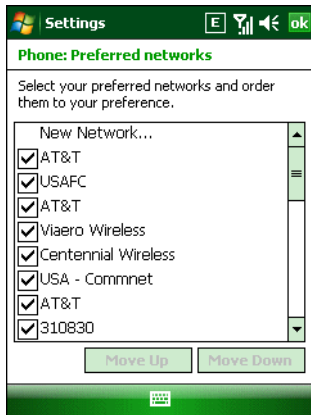 Settings
E
ok
Phone: Preferred networks
Select your preferred networks and order
them to your preference.
New Network...
AT&T
USAFC
AT&T
Viaero Wireless
Centennial Wireless
USA - Commnet
AT&T
310830
Move Up Move Down